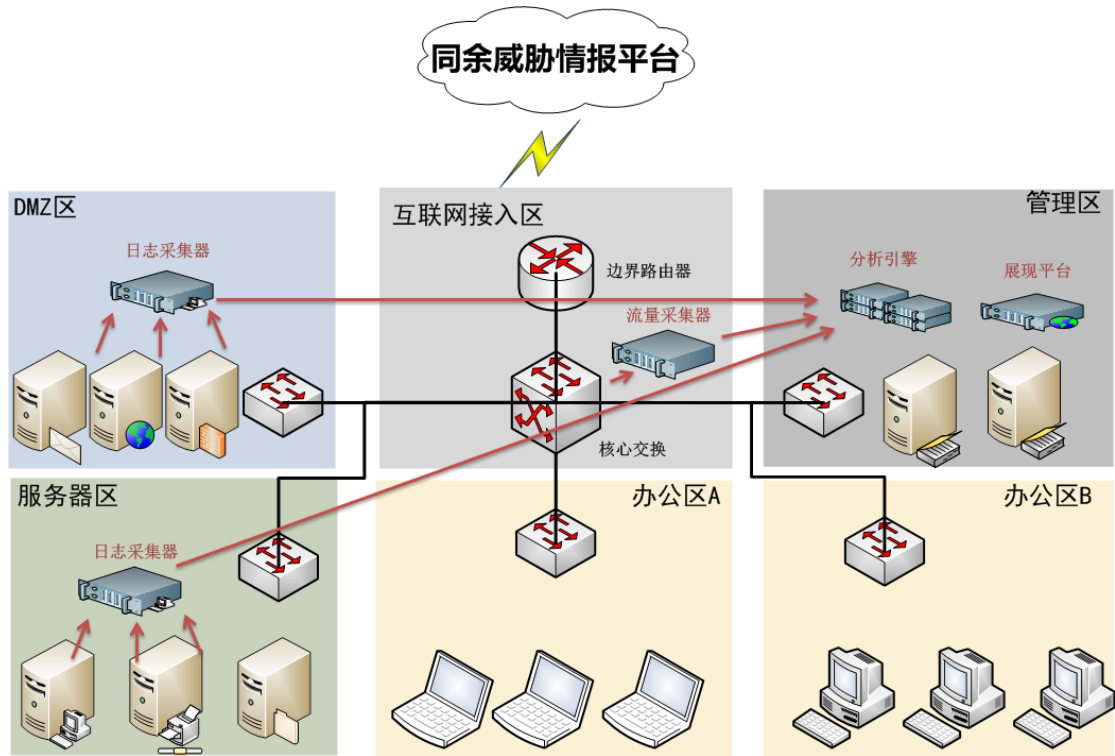 同余威胁情报平台
DMZ区
互联网接入区
管理区
日志采集器
边界路由器
分析引擎
展现平台
流量采集器
核心交换
服务器区
办公区A
办公区B
日志采集器